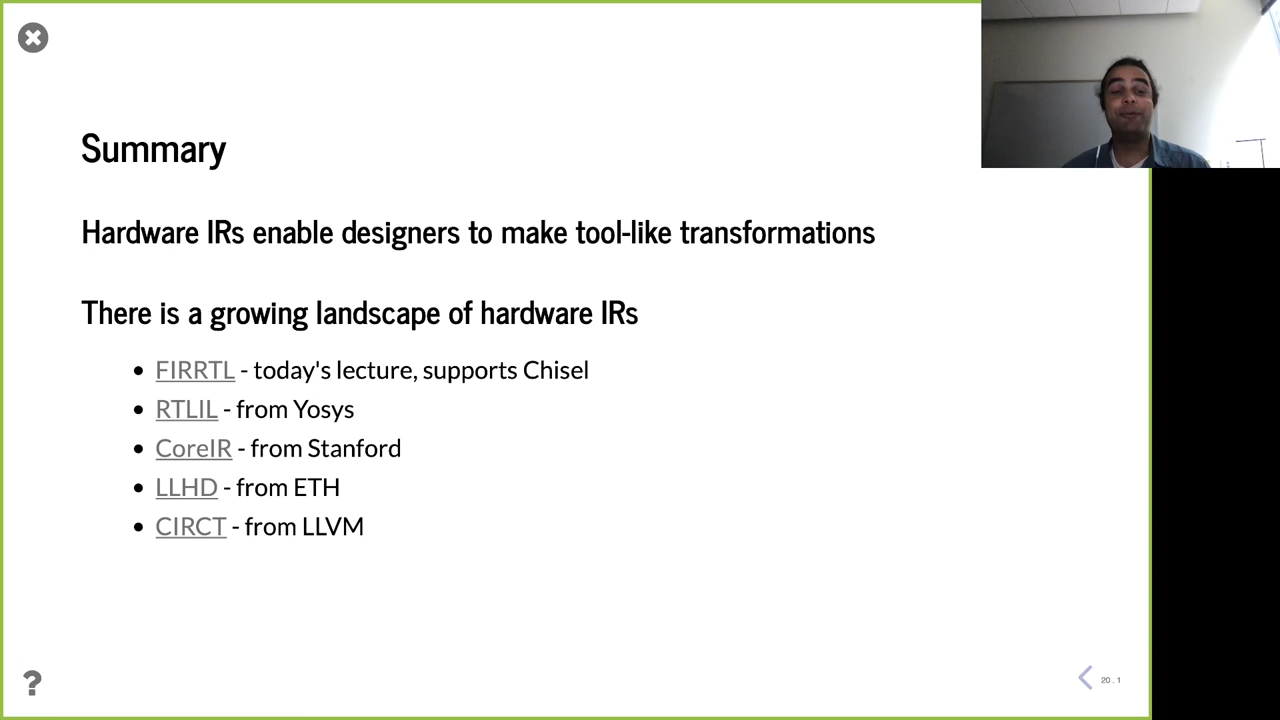 Summary
Hardware IRs enable designers to make tool-like transformations
There is a growing landscape of hardware IRs
• FIRRTL - today's lecture, supports Chisel
• RTLIL - from Yosys
• CoreIR - from Stanford
• LLHD - from ETH
• CIRCT - from LLVM
?
20 . 1